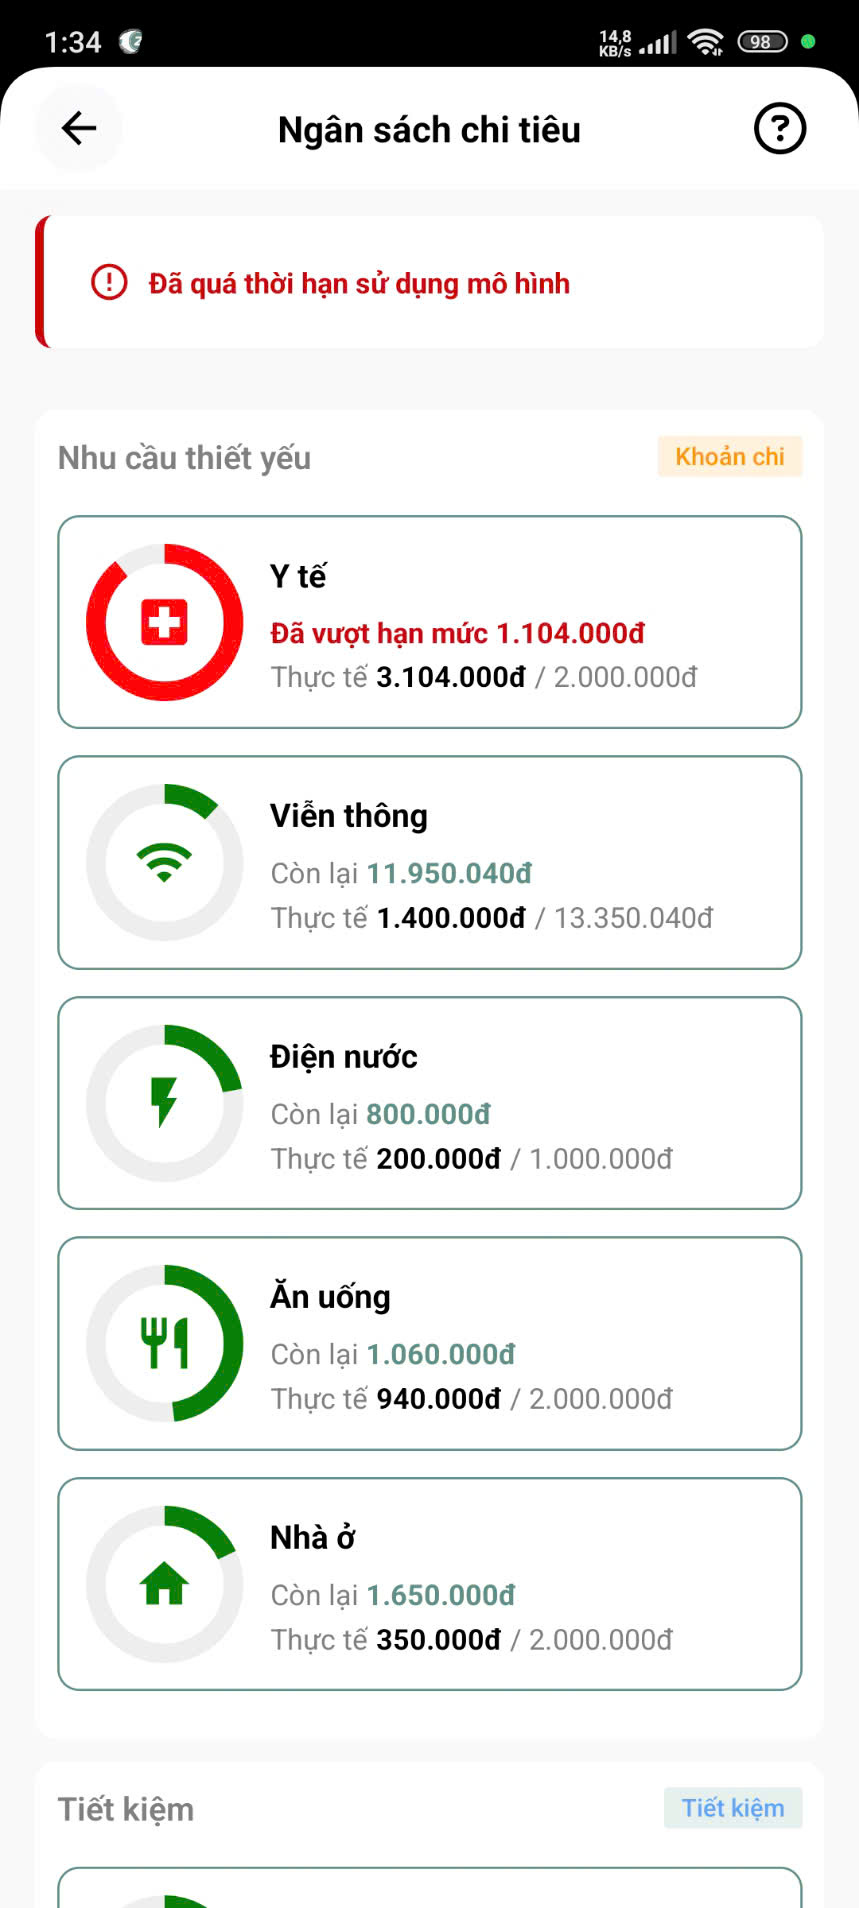 1:34
14,8
KB/s
98
Ngân sách chi tiêu
?
Đã quá thời hạn sử dụng mô hình
Nhu cầu thiết yếu
Khoản chi
Y tế
Đã vượt hạn mức 1.104.000đ
Thực tế 3.104.000đ / 2.000.000đ
Viễn thông
Còn lại 11.950.040đ
Thực tế 1.400.000đ / 13.350.040đ
Điện nước
Còn lại 800.000đ
Thực tế 200.000đ / 1.000.000đ
Ăn uống
Còn lại 1.060.000đ
Thực tế 940.000đ / 2.000.000đ
Nhà ở
Còn lại 1.650.000đ
Thực tế 350.000đ / 2.000.000đ
Tiết kiệm
Tiết kiệm